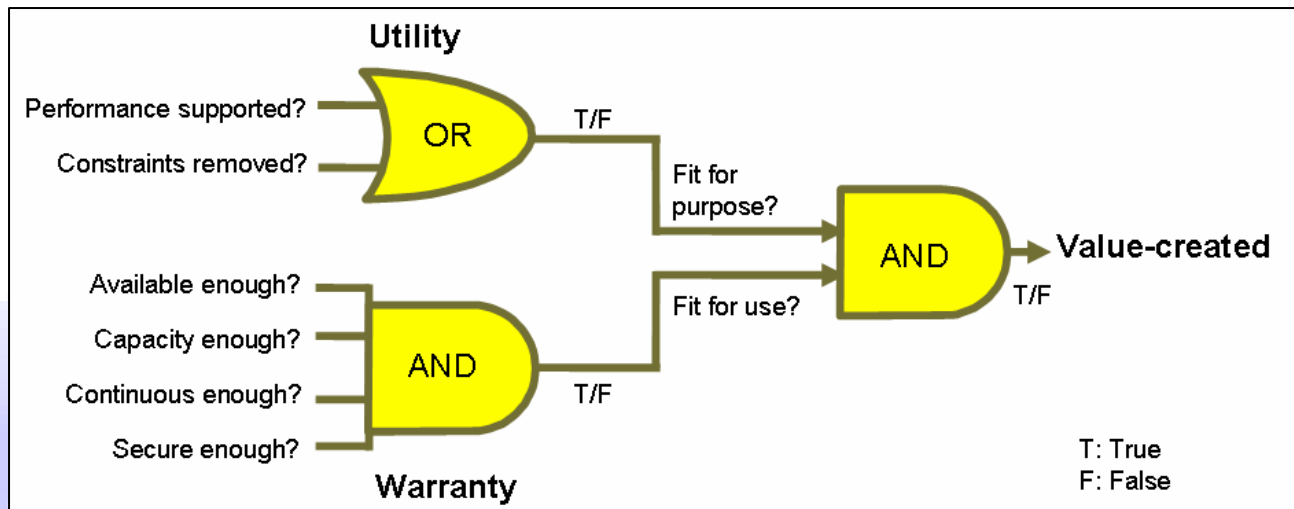 Utility
Performance supported?
Constraints removed?
OR
T/F
Fit for
purpose?
AND
Value-created
T/F
Available enough?
Capacity enough?
Continuous enough?
Secure enough?
AND
T/F
Fit for use?
Warranty
T: True
F: False